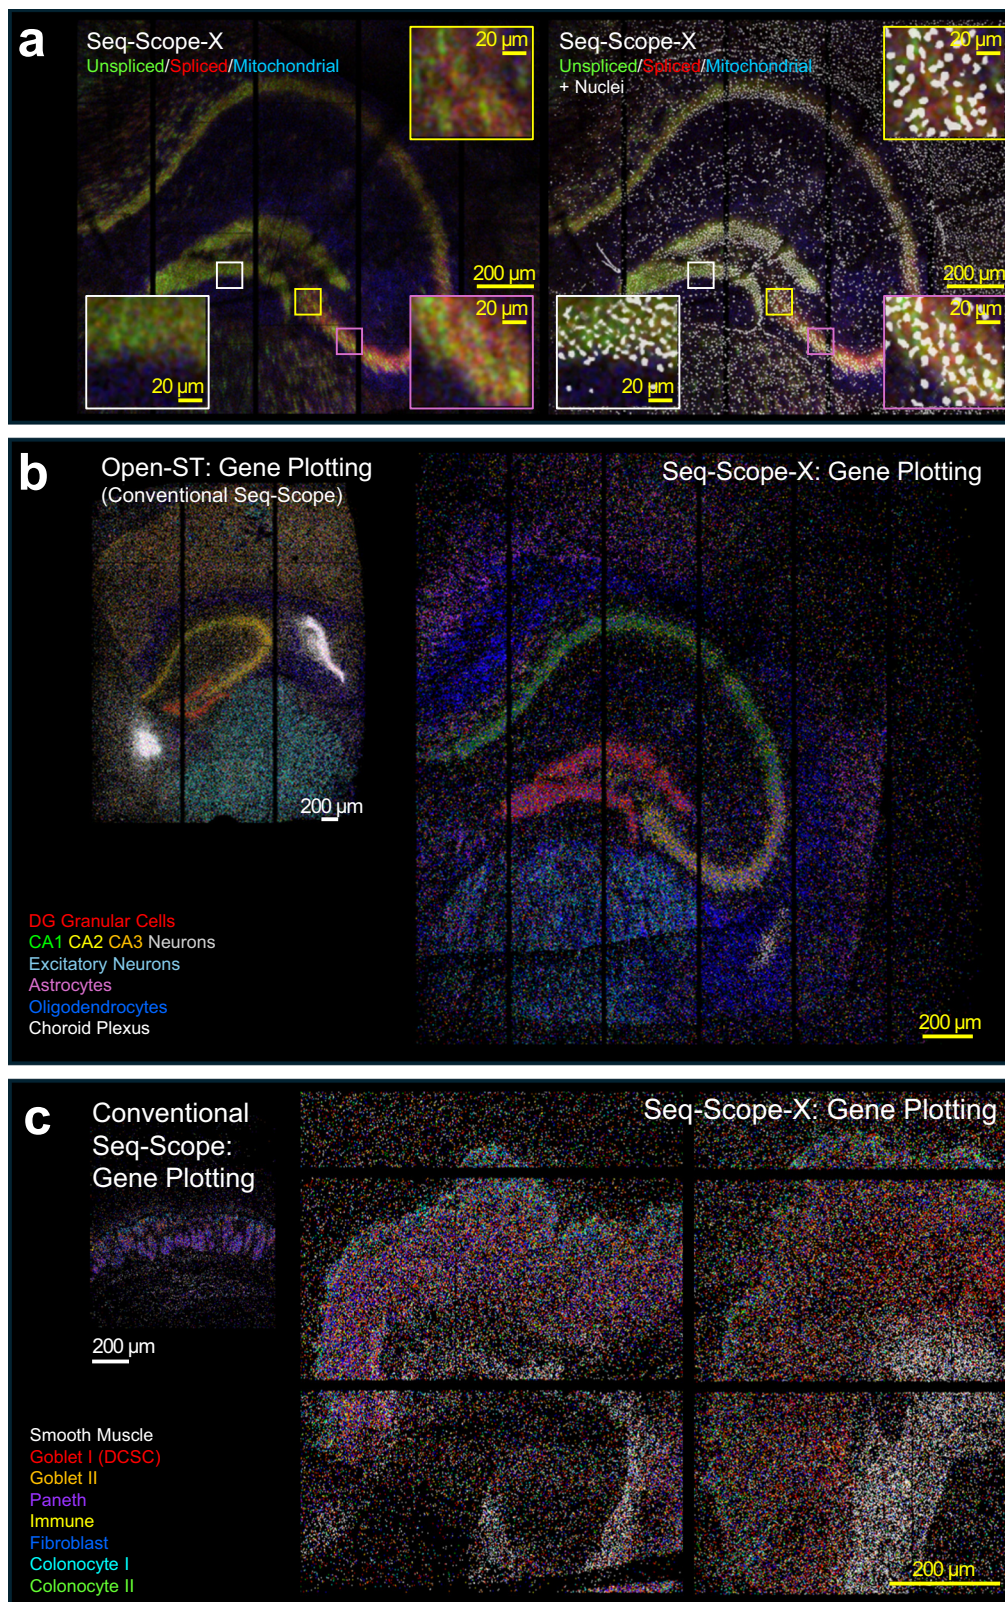 a
Seq-Scope-X
Unspliced/Spliced/Mitochondrial
20 µm
200 µm
20 µm
20 µm
Seq-Scope-X
Unspliced/Spliced/Mitochondrial
+ Nuclei
20 µm
200 µm
20 µm
20 µm
b
Open-ST: Gene Plotting
(Conventional Seq-Scope)
200 µm
Seq-Scope-X: Gene Plotting
DG Granular Cells
CA1 CA2 CA3 Neurons
Excitatory Neurons
Astrocytes
Oligodendrocytes
Choroid Plexus
200 µm
c
Conventional
Seq-Scope:
Gene Plotting
200 µm
Seq-Scope-X: Gene Plotting
Smooth Muscle
Goblet I (DCSC)
Goblet II
Paneth
Immune
Fibroblast
Colonocyte I
Colonocyte II
200 µm